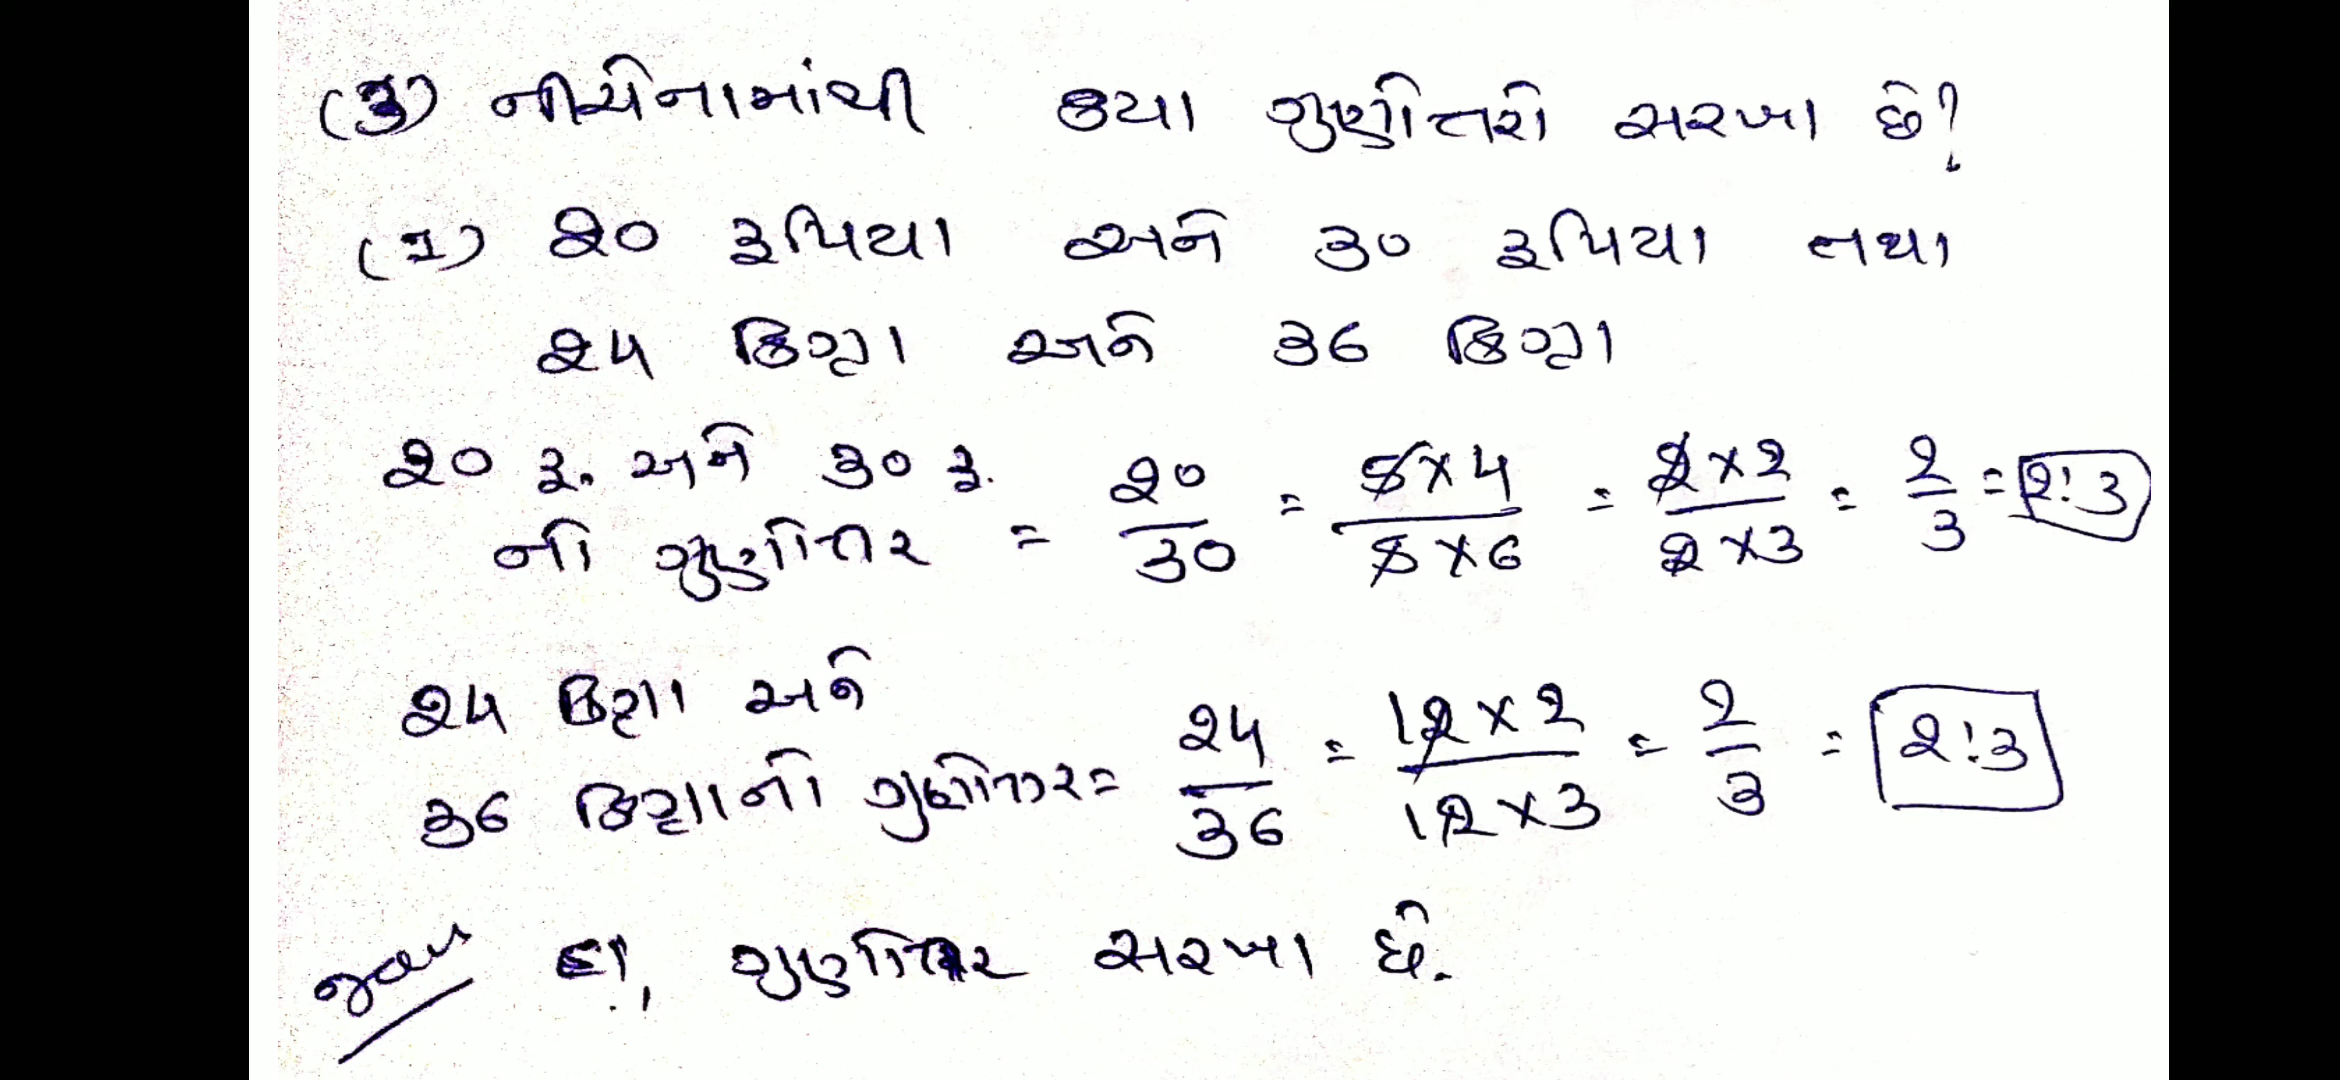 (3) નીચેનામાંથી કયા ગુણોત્તરો સરખા છે?
(1) 20 રૂપિયા અને 30 રૂપિયા તથા
24 કિગ્રા અને 36 કિગ્રા
20 રૂ. અને 30 રૂ.
નો ગુણોત્તર = 20/30 = 5×4/5×6 = 2×2/2×3 = 2/3 = 2:3
24 કિગ્રા અને
36 કિગ્રાનો ગુણોત્તર = 24/36 = 12×2/12×3 = 2/3 = 2:3
જવાબ હા, ગુણોત્તર સરખા છે.